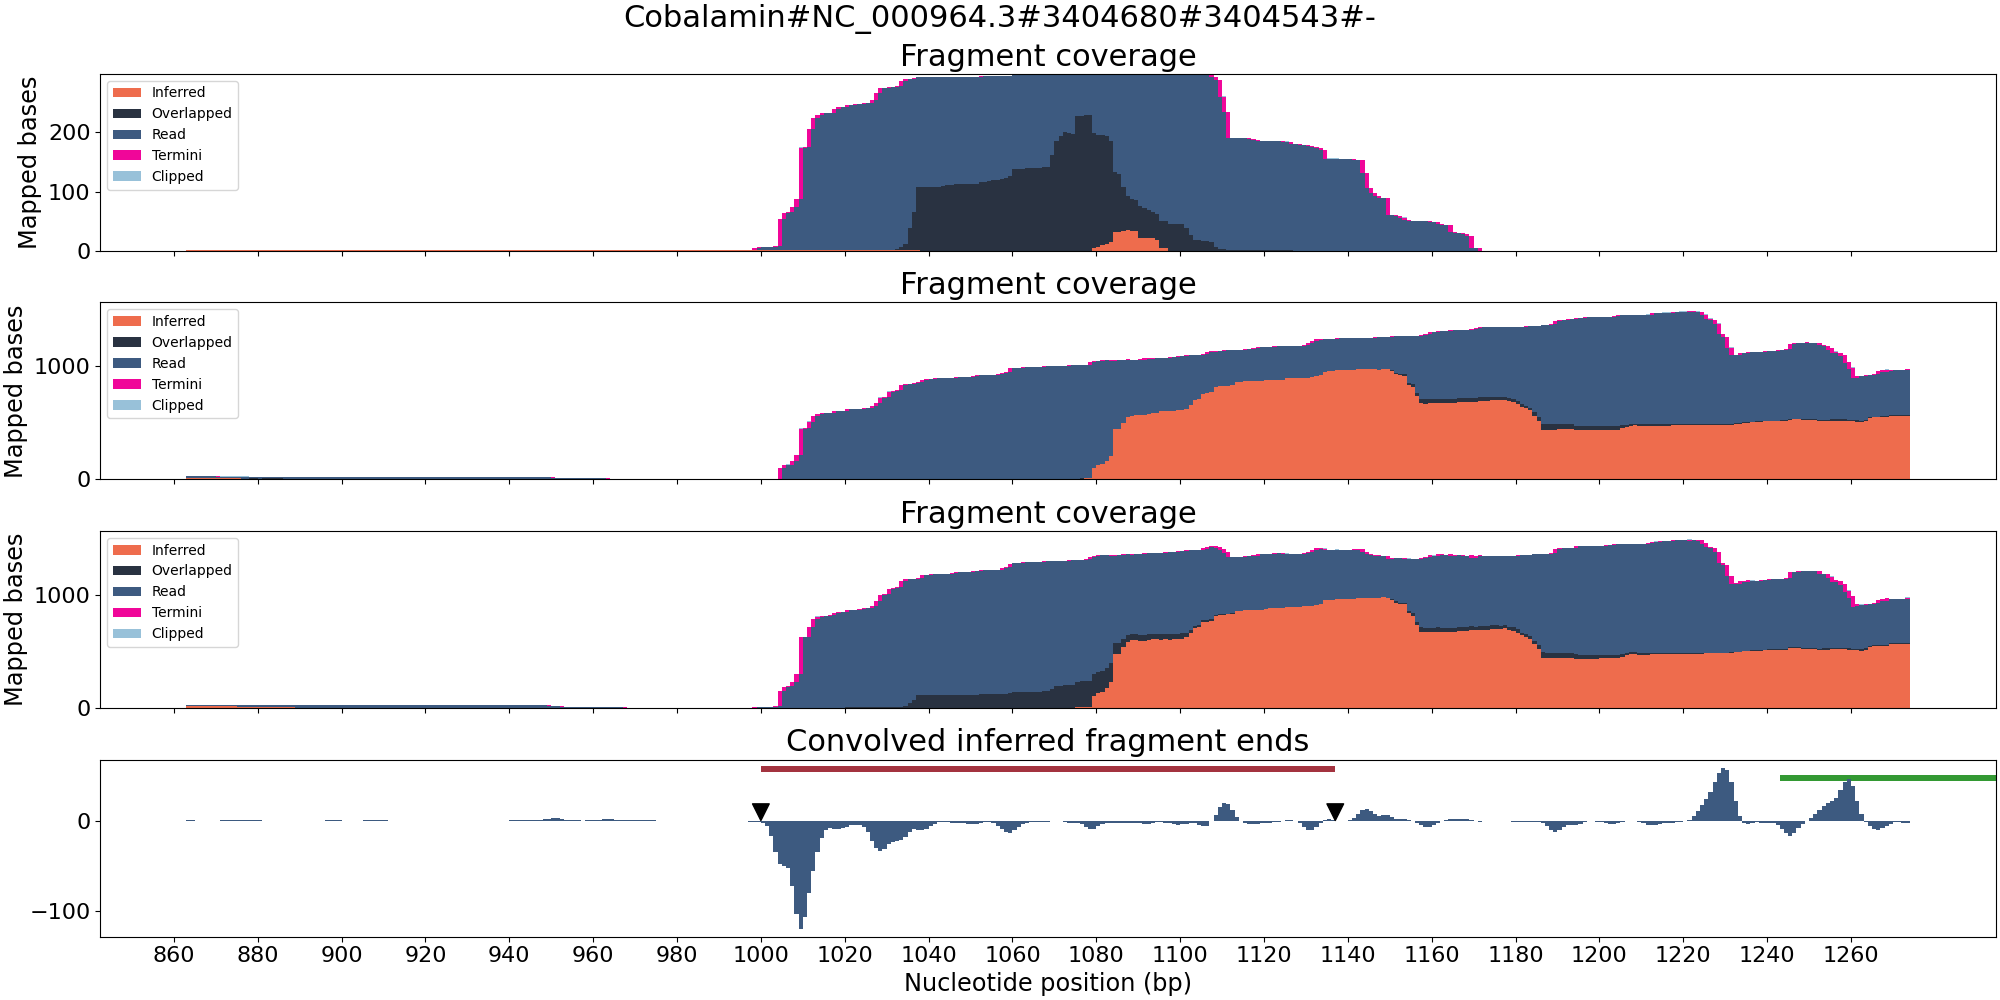 Cobalamin#NC_000964.3#3404680#3404543#-
Fragment coverage
Mapped bases
200
100
0
Inferred
Overlapped
Read
Termini
Clipped
Fragment coverage
Mapped bases
1000
0
Inferred
Overlapped
Read
Termini
Clipped
Fragment coverage
Mapped bases
1000
0
Inferred
Overlapped
Read
Termini
Clipped
Convolved inferred fragment ends
0
−100
860 880 900 920 940 960 980 1000 1020 1040 1060 1080 1100 1120 1140 1160 1180 1200 1220 1240 1260
Nucleotide position (bp)